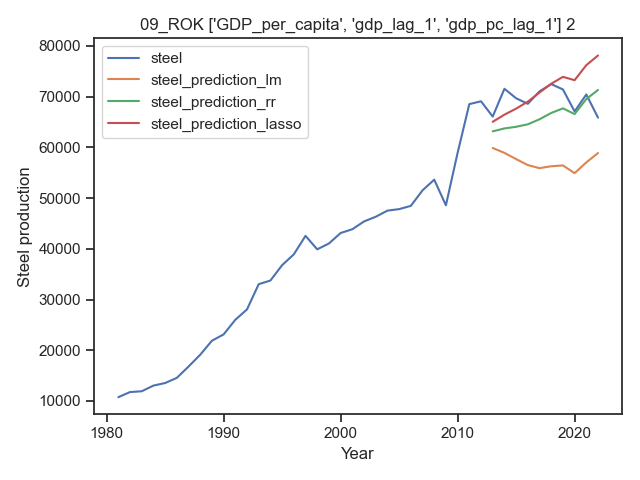 09_ROK ['GDP_per_capita', 'gdp_lag_1', 'gdp_pc_lag_1'] 2
80000
70000
60000
50000
40000
30000
20000
10000
Steel production
steel
steel_prediction_lm
steel_prediction_rr
steel_prediction_lasso
1980
1990
2000
2010
2020
Year